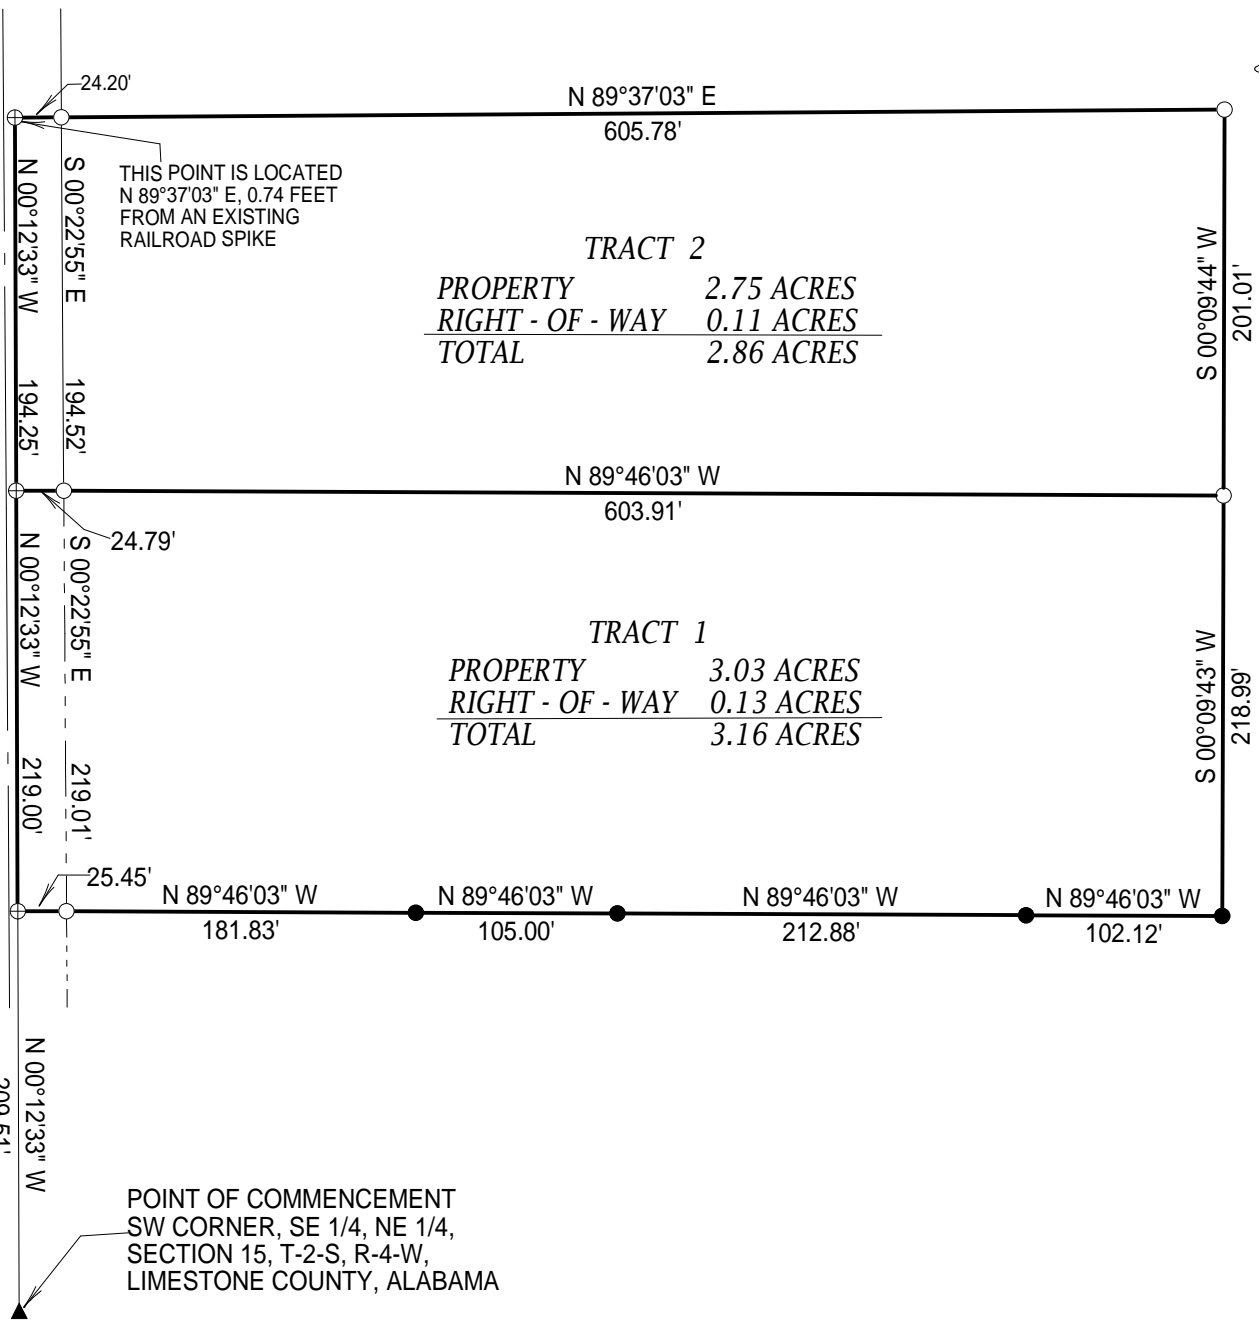 24.20'
N 89°37'03" E
605.78'
THIS POINT IS LOCATED
N 89°37'03" E, 0.74 FEET
FROM AN EXISTING
RAILROAD SPIKE
N 00°12'33" W
194.25'
S 00°22'55" E
194.52'
TRACT 2
PROPERTY 2.75 ACRES
RIGHT - OF - WAY 0.11 ACRES
TOTAL 2.86 ACRES
S 00°09'44" W
201.01'
N 89°46'03" W
603.91'
24.79'
N 00°12'33" W
219.00'
S 00°22'55" E
219.01'
TRACT 1
PROPERTY 3.03 ACRES
RIGHT - OF - WAY 0.13 ACRES
TOTAL 3.16 ACRES
S 00°09'43" W
218.99'
25.45'
N 89°46'03" W
181.83'
N 89°46'03" W
105.00'
N 89°46'03" W
212.88'
N 89°46'03" W
102.12'
N 00°12'33" W
POINT OF COMMENCEMENT
SW CORNER, SE 1/4, NE 1/4,
SECTION 15, T-2-S, R-4-W,
LIMESTONE COUNTY, ALABAMA